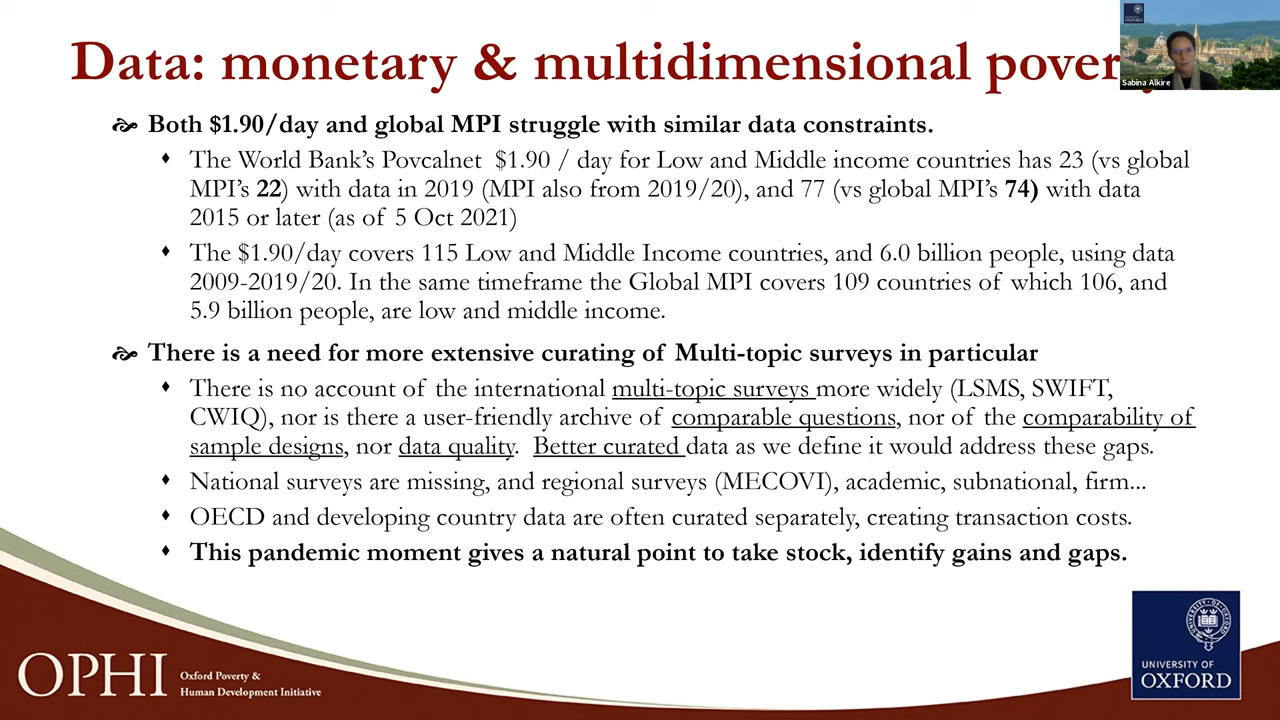 Data: monetary & multidimensional pover
Sabina Alkire
Both $1.90/day and global MPI struggle with similar data constraints.
The World Bank's Povcalnet $1.90 / day for Low and Middle income countries has 23 (vs global
MPI's 22) with data in 2019 (MPI also from 2019/20), and 77 (vs global MPI's 74) with data
2015 or later (as of 5 Oct 2021)
The $1.90/day covers 115 Low and Middle Income countries, and 6.0 billion people, using data
2009-2019/20. In the same timeframe the Global MPI covers 109 countries of which 106, and
5.9 billion people, are low and middle income.
There is a need for more extensive curating of Multi-topic surveys in particular
There is no account of the international multi-topic surveys more widely (LSMS, SWIFT,
CWIQ), nor is there a user-friendly archive of comparable questions, nor of the comparability of
sample designs, nor data quality. Better curated data as we define it would address these gaps.
National surveys are missing, and regional surveys (MECOVI), academic, subnational, firm...
OECD and developing country data are often curated separately, creating transaction costs.
This pandemic moment gives a natural point to take stock, identify gains and gaps.
OPHI
Oxford Poverty &
Human Development Initiative
UNIVERSITY OF
OXFORD